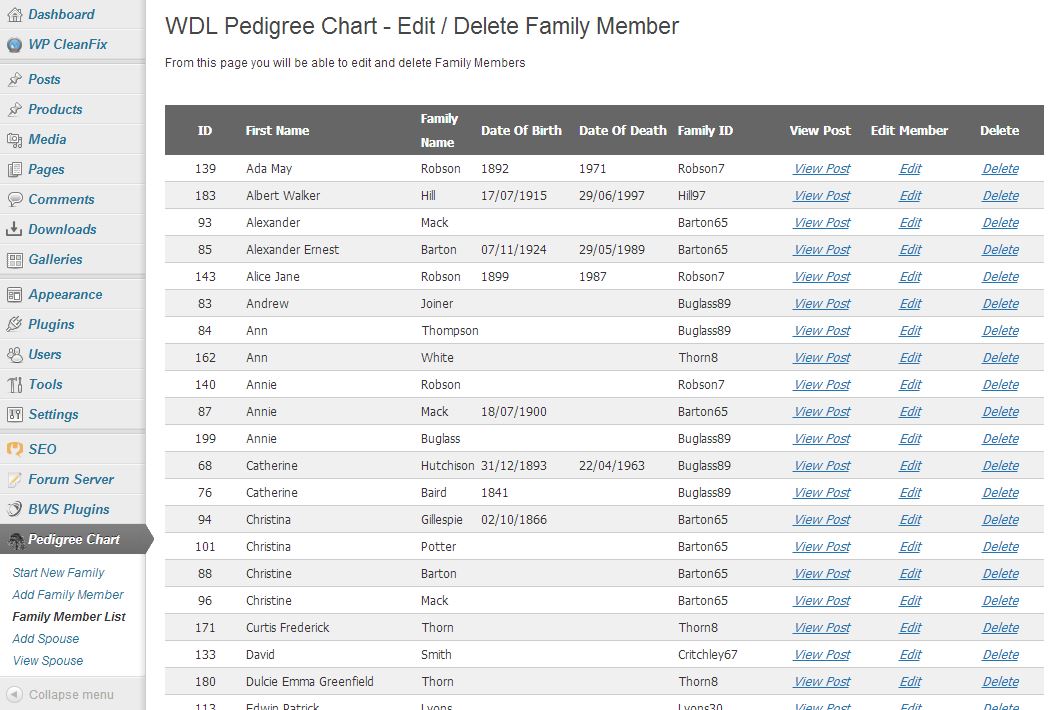 Dashboard
WP CleanFix
Posts
Products
Media
Pages
Comments
Downloads
Galleries
Appearance
Plugins
Users
Tools
Settings
SEO
Forum Server
BWS Plugins
Pedigree Chart
Start New Family
Add Family Member
Family Member List
Add Spouse
View Spouse
Collapse menu
WDL Pedigree Chart - Edit / Delete Family Member
From this page you will be able to edit and delete Family Members
ID First Name Family Name Date Of Birth Date Of Death Family ID View Post Edit Member Delete
139 Ada May Robson 1892 1971 Robson7 View Post Edit Delete
183 Albert Walker Hill 17/07/1915 29/06/1997 Hill97 View Post Edit Delete
93 Alexander Mack Barton65 View Post Edit Delete
85 Alexander Ernest Barton 07/11/1924 29/05/1989 Barton65 View Post Edit Delete
143 Alice Jane Robson 1899 1987 Robson7 View Post Edit Delete
83 Andrew Joiner Buglass89 View Post Edit Delete
84 Ann Thompson Buglass89 View Post Edit Delete
162 Ann White Thorn8 View Post Edit Delete
140 Annie Robson Robson7 View Post Edit Delete
87 Annie Mack 18/07/1900 Barton65 View Post Edit Delete
199 Annie Buglass Buglass89 View Post Edit Delete
68 Catherine Hutchison 31/12/1893 22/04/1963 Buglass89 View Post Edit Delete
76 Catherine Baird 1841 Buglass89 View Post Edit Delete
94 Christina Gillespie 02/10/1866 Barton65 View Post Edit Delete
101 Christina Potter Barton65 View Post Edit Delete
88 Christine Barton Barton65 View Post Edit Delete
96 Christine Mack Barton65 View Post Edit Delete
171 Curtis Frederick Thorn Thorn8 View Post Edit Delete
133 David Smith Critchley67 View Post Edit Delete
180 Dulcie Emma Greenfield Thorn Thorn8 View Post Edit Delete
113 Edwin Patrick Lyons Lyons30 View Post Edit Delete